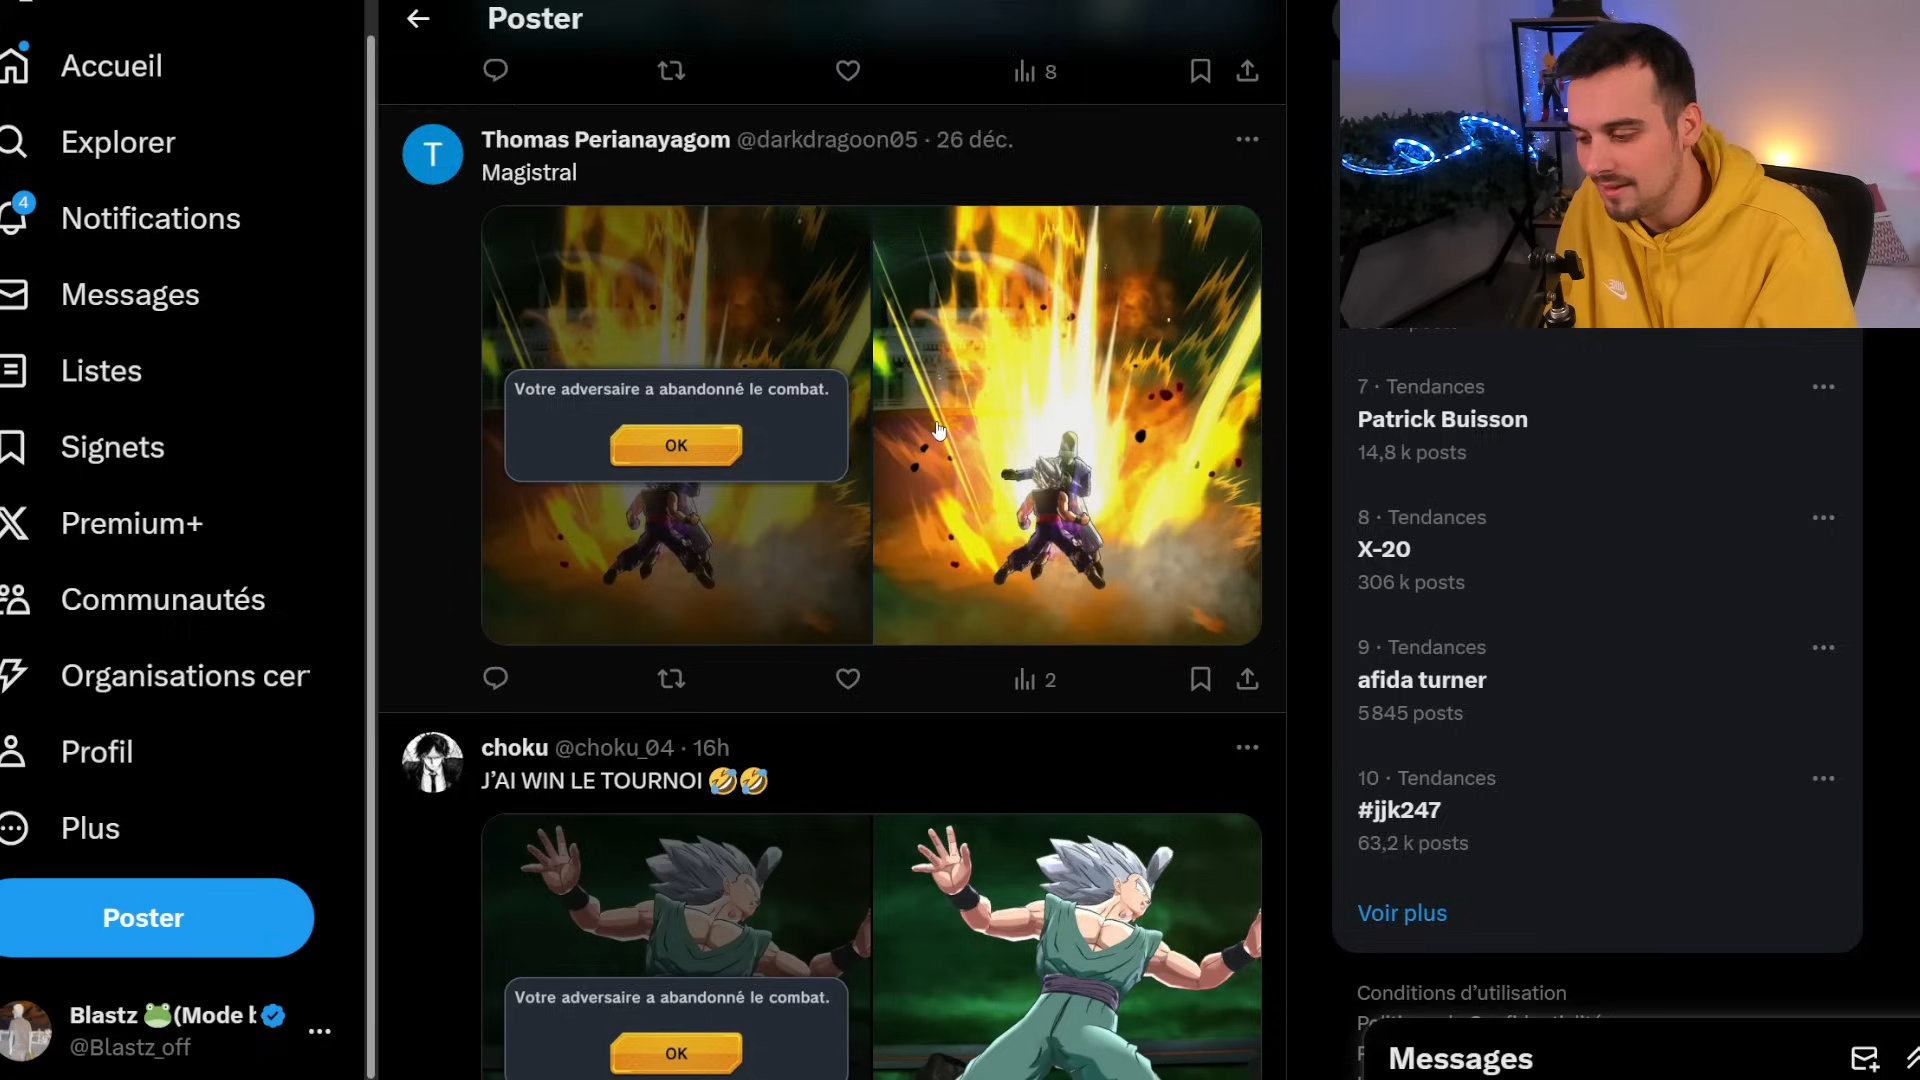 Accueil
Explorer
4
Notifications
Messages
Listes
Signets
Premium+
Communautés
Organisations cer
Profil
Plus
Poster
Blastz 🐸(Mode
@Blastz_off
Poster
8
T
Thomas Perianayagom @darkdragoon05 · 26 déc.
Magistral
Votre adversaire a abandonné le combat.
OK
2
choku @choku_04 · 16h
J’AI WIN LE TOURNOI 🤣🤣
Votre adversaire a abandonné le combat.
OK
7 · Tendances
Patrick Buisson
14,8 k posts
8 · Tendances
X-20
306 k posts
9 · Tendances
afida turner
5 845 posts
10 · Tendances
#jjk247
63,2 k posts
Voir plus
Conditions d’utilisation
Messages